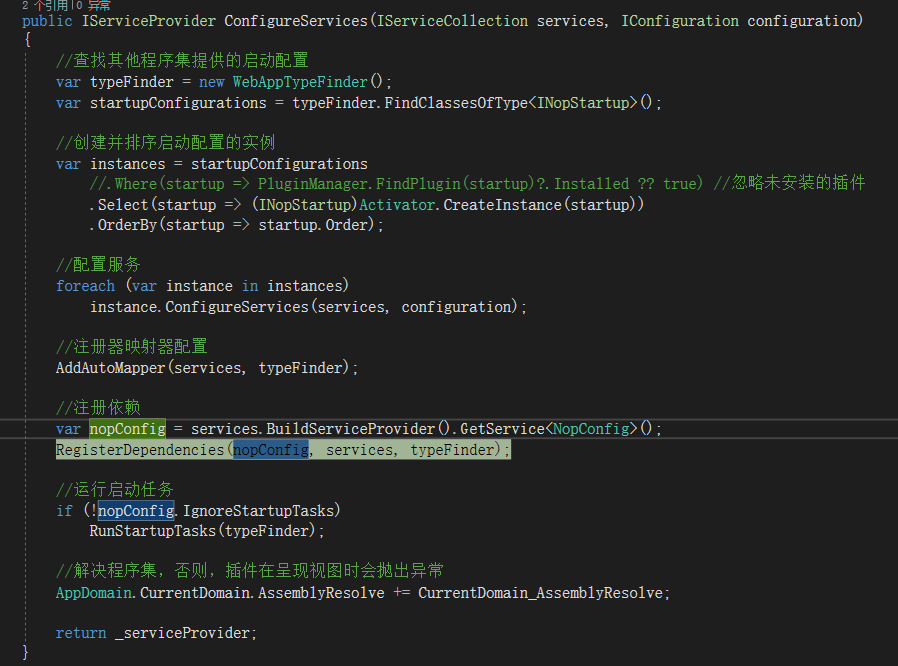 2 个引用|0 异常
public IServiceProvider ConfigureServices(IServiceCollection services, IConfiguration configuration)
{
//查找其他程序集提供的启动配置
var typeFinder = new WebAppTypeFinder();
var startupConfigurations = typeFinder.FindClassesOfType<INopStartup>();
//创建并排序启动配置的实例
var instances = startupConfigurations
//.Where(startup => PluginManager.FindPlugin(startup)?.Installed ?? true) //忽略未安装的插件
.Select(startup => (INopStartup)Activator.CreateInstance(startup))
.OrderBy(startup => startup.Order);
//配置服务
foreach (var instance in instances)
instance.ConfigureServices(services, configuration);
//注册器映射器配置
AddAutoMapper(services, typeFinder);
//注册依赖
var nopConfig = services.BuildServiceProvider().GetService<NopConfig>();
RegisterDependencies(nopConfig, services, typeFinder);
//运行启动任务
if (!nopConfig.IgnoreStartupTasks)
RunStartupTasks(typeFinder);
//解决程序集，否则，插件在呈现视图时会抛出异常
AppDomain.CurrentDomain.AssemblyResolve += CurrentDomain_AssemblyResolve;
return _serviceProvider;
}